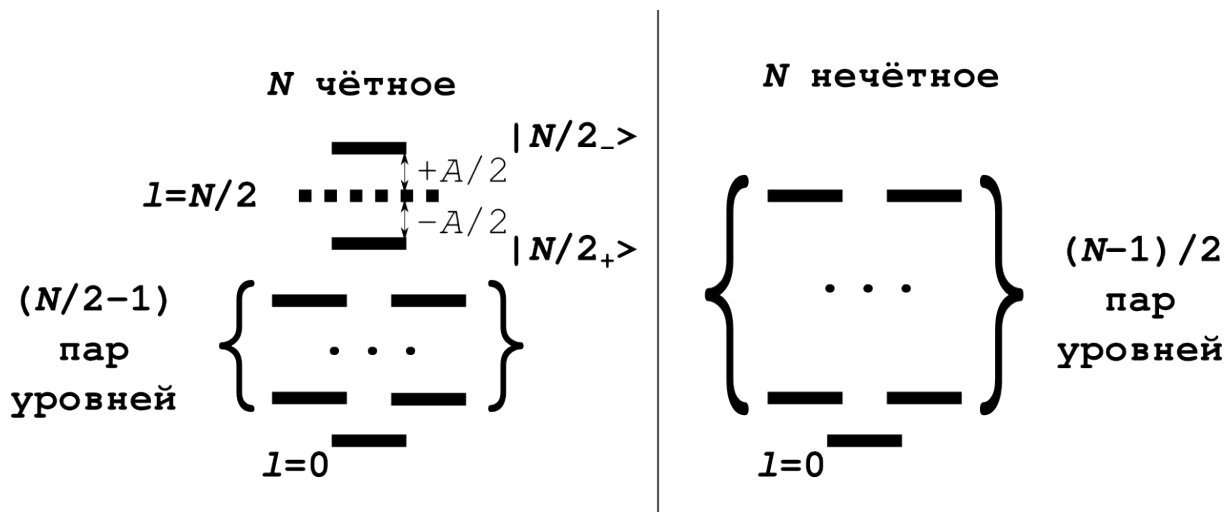 N чётное
|N/2₋>
+A/2
l=N/2
−A/2
|N/2₊>
(N/2−1)
пар
уровней
. . .
l=0
N нечётное
(N−1)/2
пар
уровней
. . .
l=0